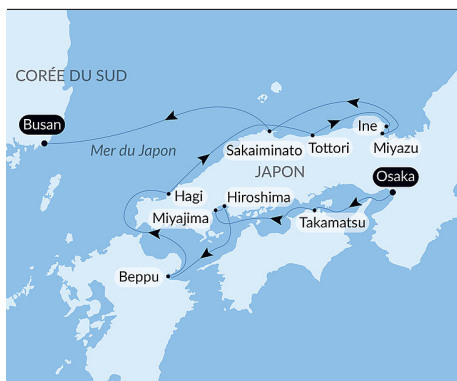 CORÉE DU SUD
Busan
Mer du Japon
Sakaiminato
Tottori
Ine
Miyazu
JAPON
Osaka
Hagi
Hiroshima
Miyajima
Takamatsu
Beppu